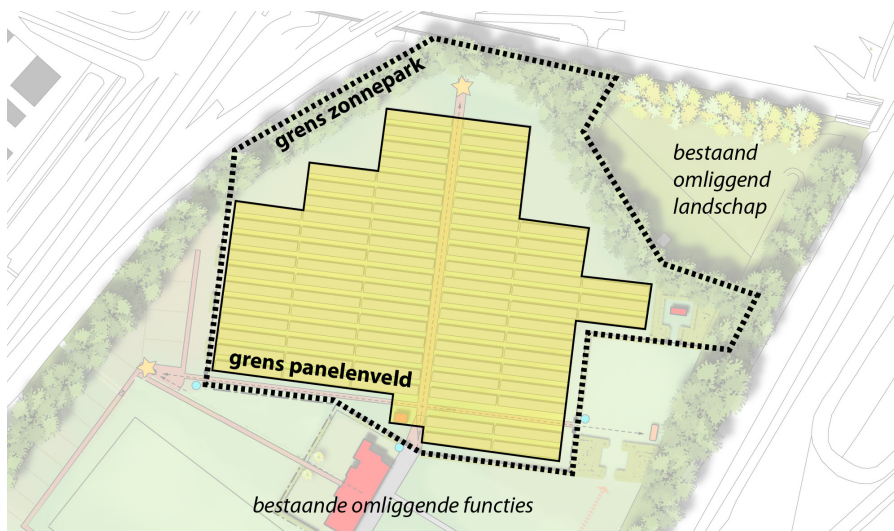 grens zonnepark
bestaand
omliggend
landschap
grens panelenveld
bestaande omliggende functies